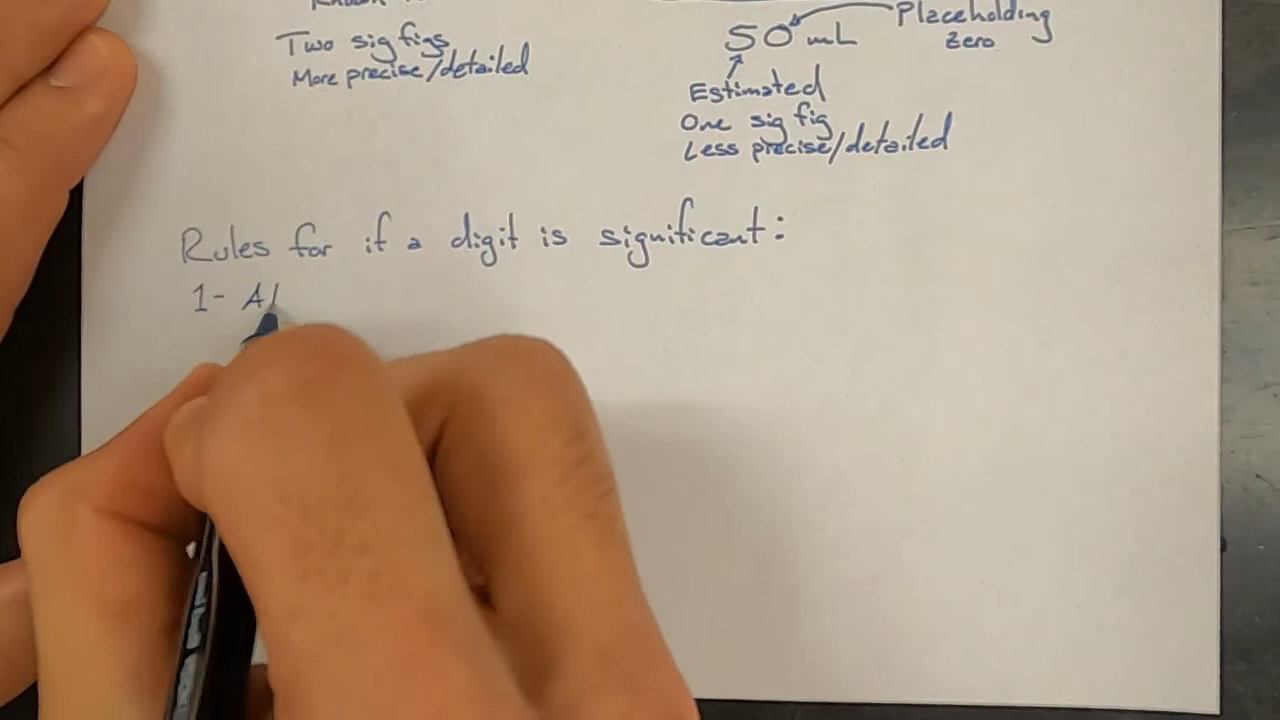 Two sig figs
More precise/detailed
Placeholding
Zero
50 mL
Estimated
One sig fig
Less precise/detailed
Rules for if a digit is significant:
1- Al